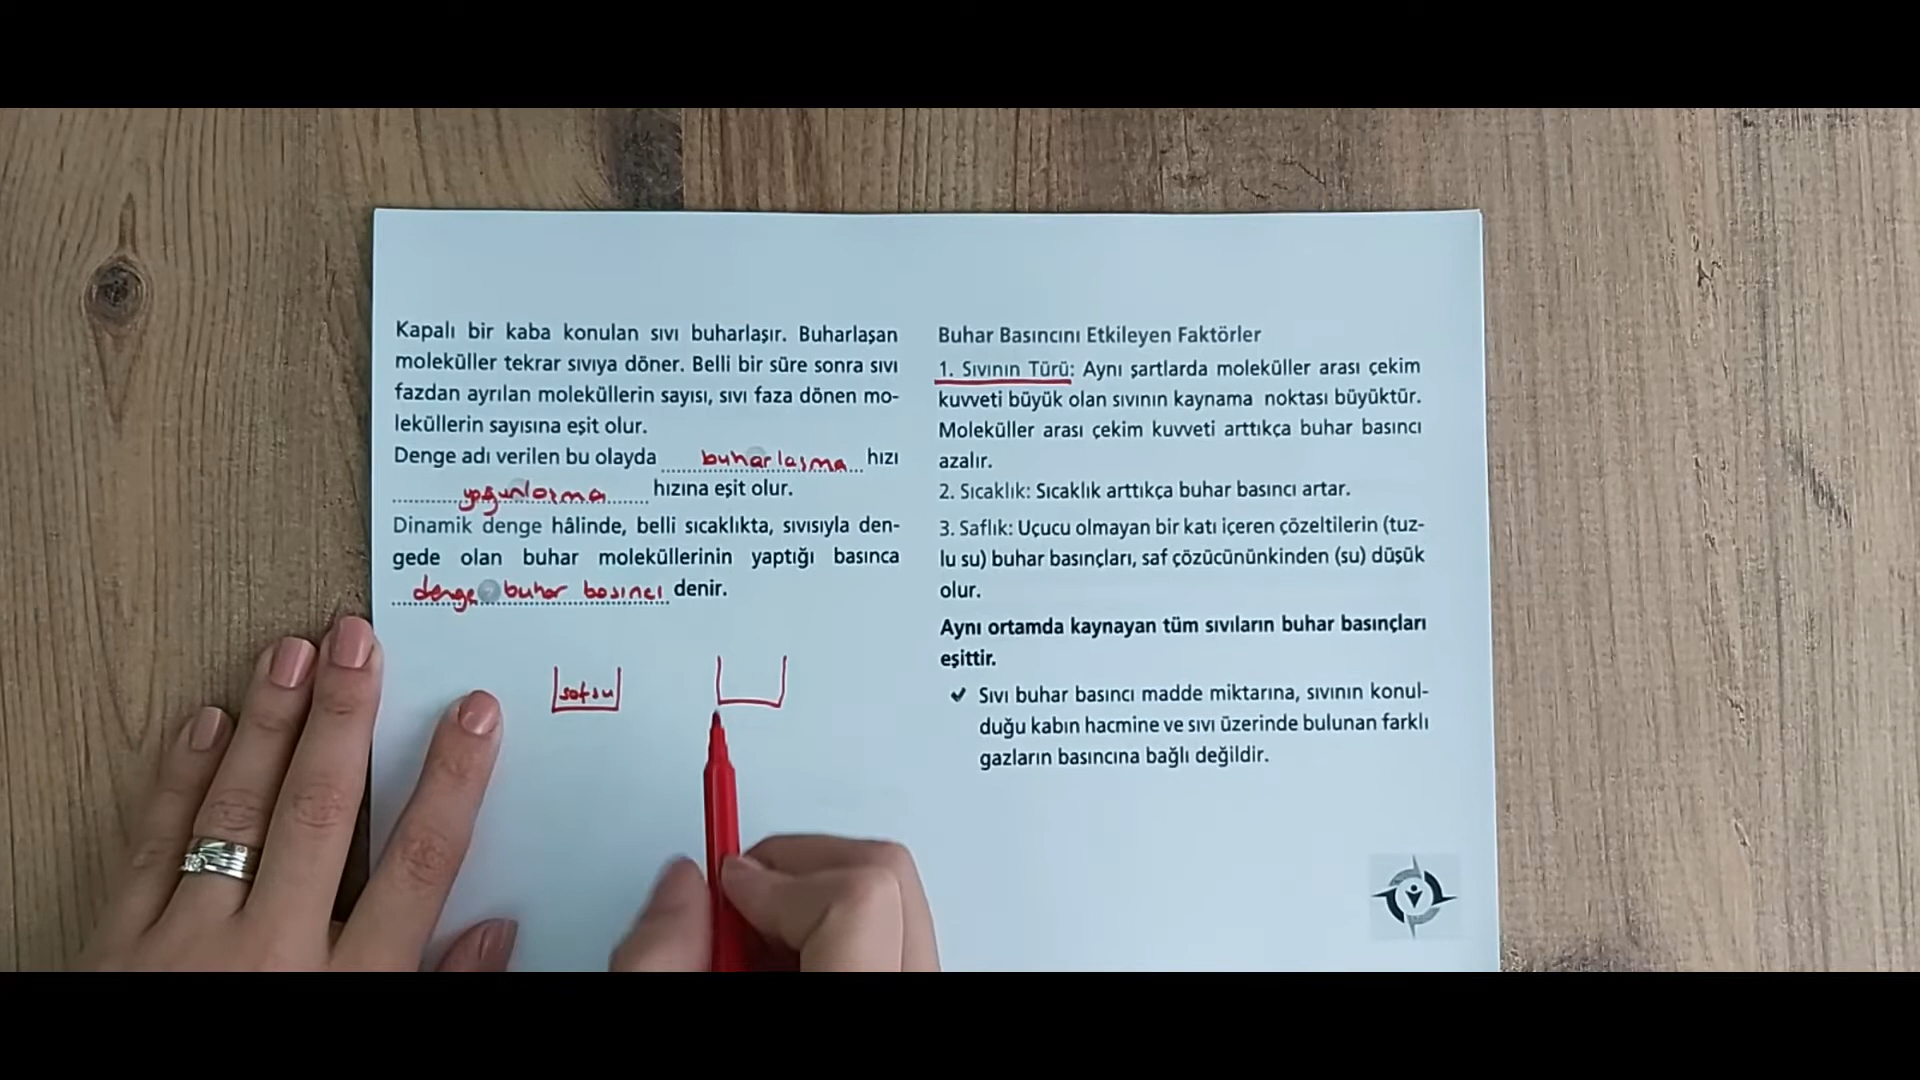 Kapalı bir kaba konulan sıvı buharlaşır. Buharlaşan
moleküller tekrar sıvıya döner. Belli bir süre sonra sıvı
fazdan ayrılan moleküllerin sayısı, sıvı faza dönen mo-
leküllerin sayısına eşit olur.
Denge adı verilen bu olayda buharlaşma hızı
yoğunlaşma hızına eşit olur.
Dinamik denge hâlinde, belli sıcaklıkta, sıvısıyla den-
gede olan buhar moleküllerinin yaptığı basınca
denge buhar basıncı denir.
saf su
Buhar Basıncını Etkileyen Faktörler
1. Sıvının Türü: Aynı şartlarda moleküller arası çekim
kuvveti büyük olan sıvının kaynama noktası büyüktür.
Moleküller arası çekim kuvveti arttıkça buhar basıncı
azalır.
2. Sıcaklık: Sıcaklık arttıkça buhar basıncı artar.
3. Saflık: Uçucu olmayan bir katı içeren çözeltilerin (tuz-
lu su) buhar basınçları, saf çözücününkinden (su) düşük
olur.
Aynı ortamda kaynayan tüm sıvıların buhar basınçları
eşittir.
✔ Sıvı buhar basıncı madde miktarına, sıvının konul-
duğu kabın hacmine ve sıvı üzerinde bulunan farklı
gazların basıncına bağlı değildir.